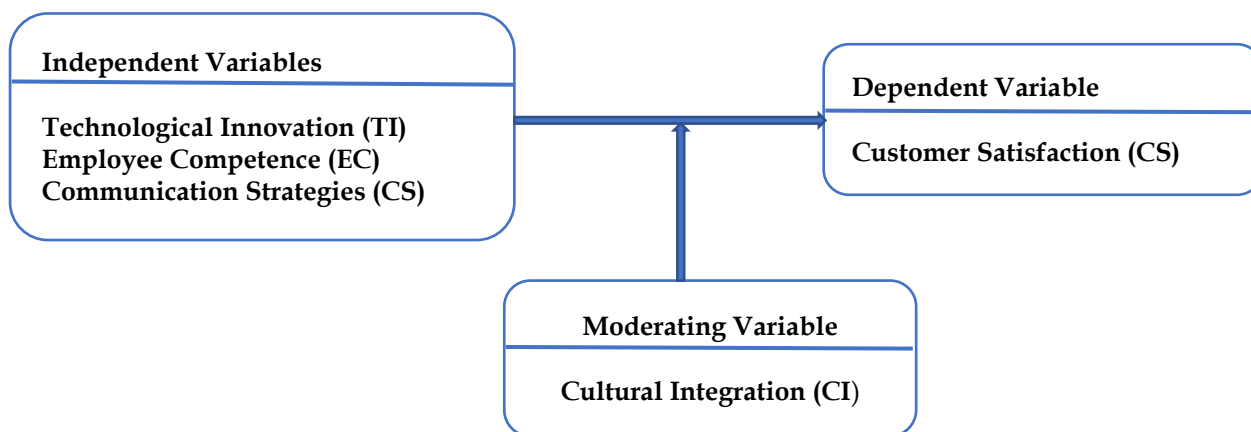 Independent Variables
Technological Innovation (TI)
Employee Competence (EC)
Communication Strategies (CS)
Dependent Variable
Customer Satisfaction (CS)
Moderating Variable
Cultural Integration (CI)